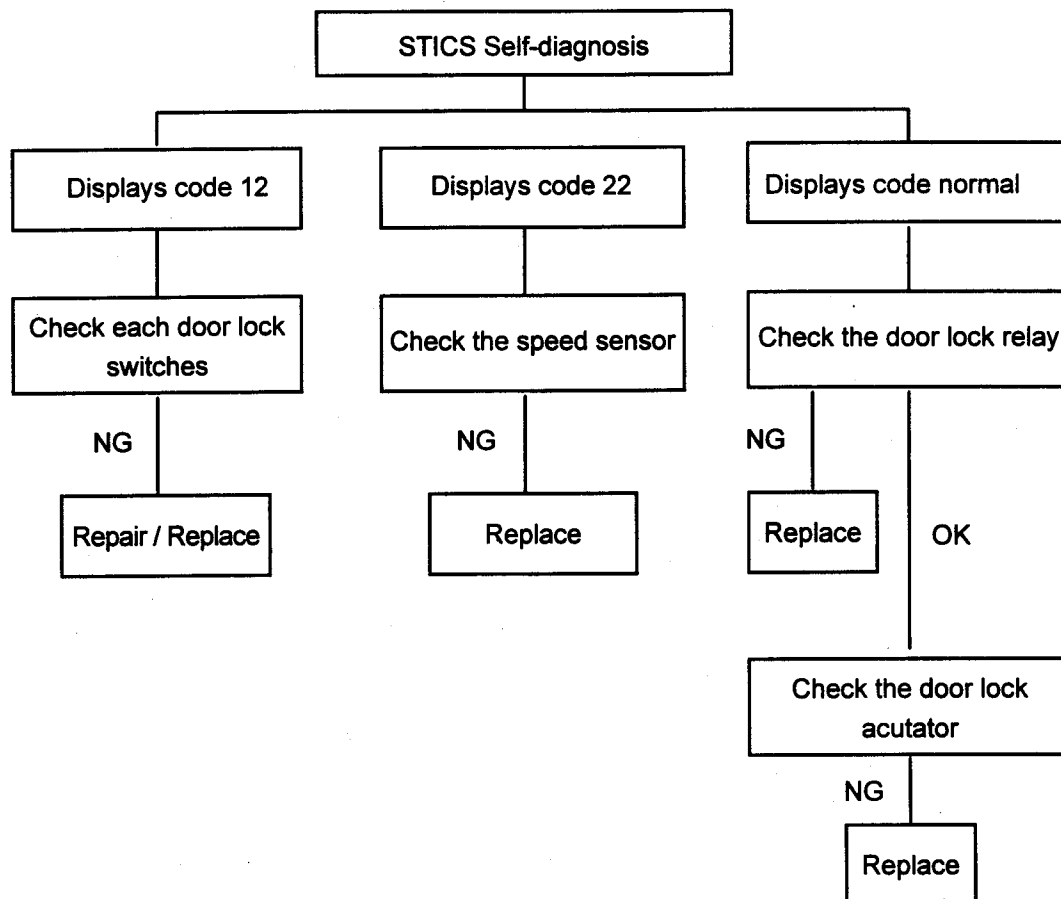 STICS Self-diagnosis
Displays code 12
Displays code 22
Displays code normal
Check each door lock
switches
Check the speed sensor
Check the door lock relay
NG
NG
NG
OK
Repair / Replace
Replace
Replace
Check the door lock
acutator
NG
Replace